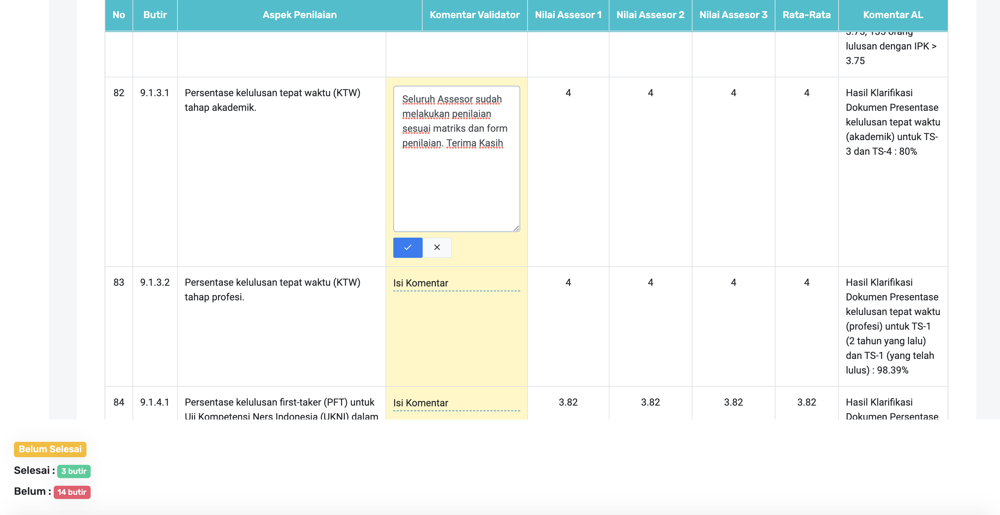 No Butir Aspek Penilaian Komentar Validator Nilai Assesor 1 Nilai Assesor 2 Nilai Assesor 3 Rata-Rata Komentar AL
3.75, 135 orang
lulusan dengan IPK >
3.75
82 9.1.3.1
Persentase kelulusan tepat waktu (KTW)
tahap akademik.
Seluruh Assesor sudah
melakukan penilaian
sesuai matriks dan form
penilaian. Terima Kasih
4 4 4 4
Hasil Klarifikasi
Dokumen Presentase
kelulusan tepat waktu
(akademik) untuk TS-
3 dan TS-4 : 80%
83 9.1.3.2
Persentase kelulusan tepat waktu (KTW)
tahap profesi.
Isi Komentar
4 4 4 4
Hasil Klarifikasi
Dokumen Presentase
kelulusan tepat waktu
(profesi) untuk TS-1
(2 tahun yang lalu)
dan TS-1 (yang telah
lulus) : 98.39%
84 9.1.4.1
Persentase kelulusan first-taker (PFT) untuk
Uji Kompetensi Ners Indonesia (UKNI) dalam
Isi Komentar
3.82 3.82 3.82 3.82
Hasil Klarifikasi
Dokumen Persentase
Belum Selesai
Selesai : 3 butir
Belum : 14 butir